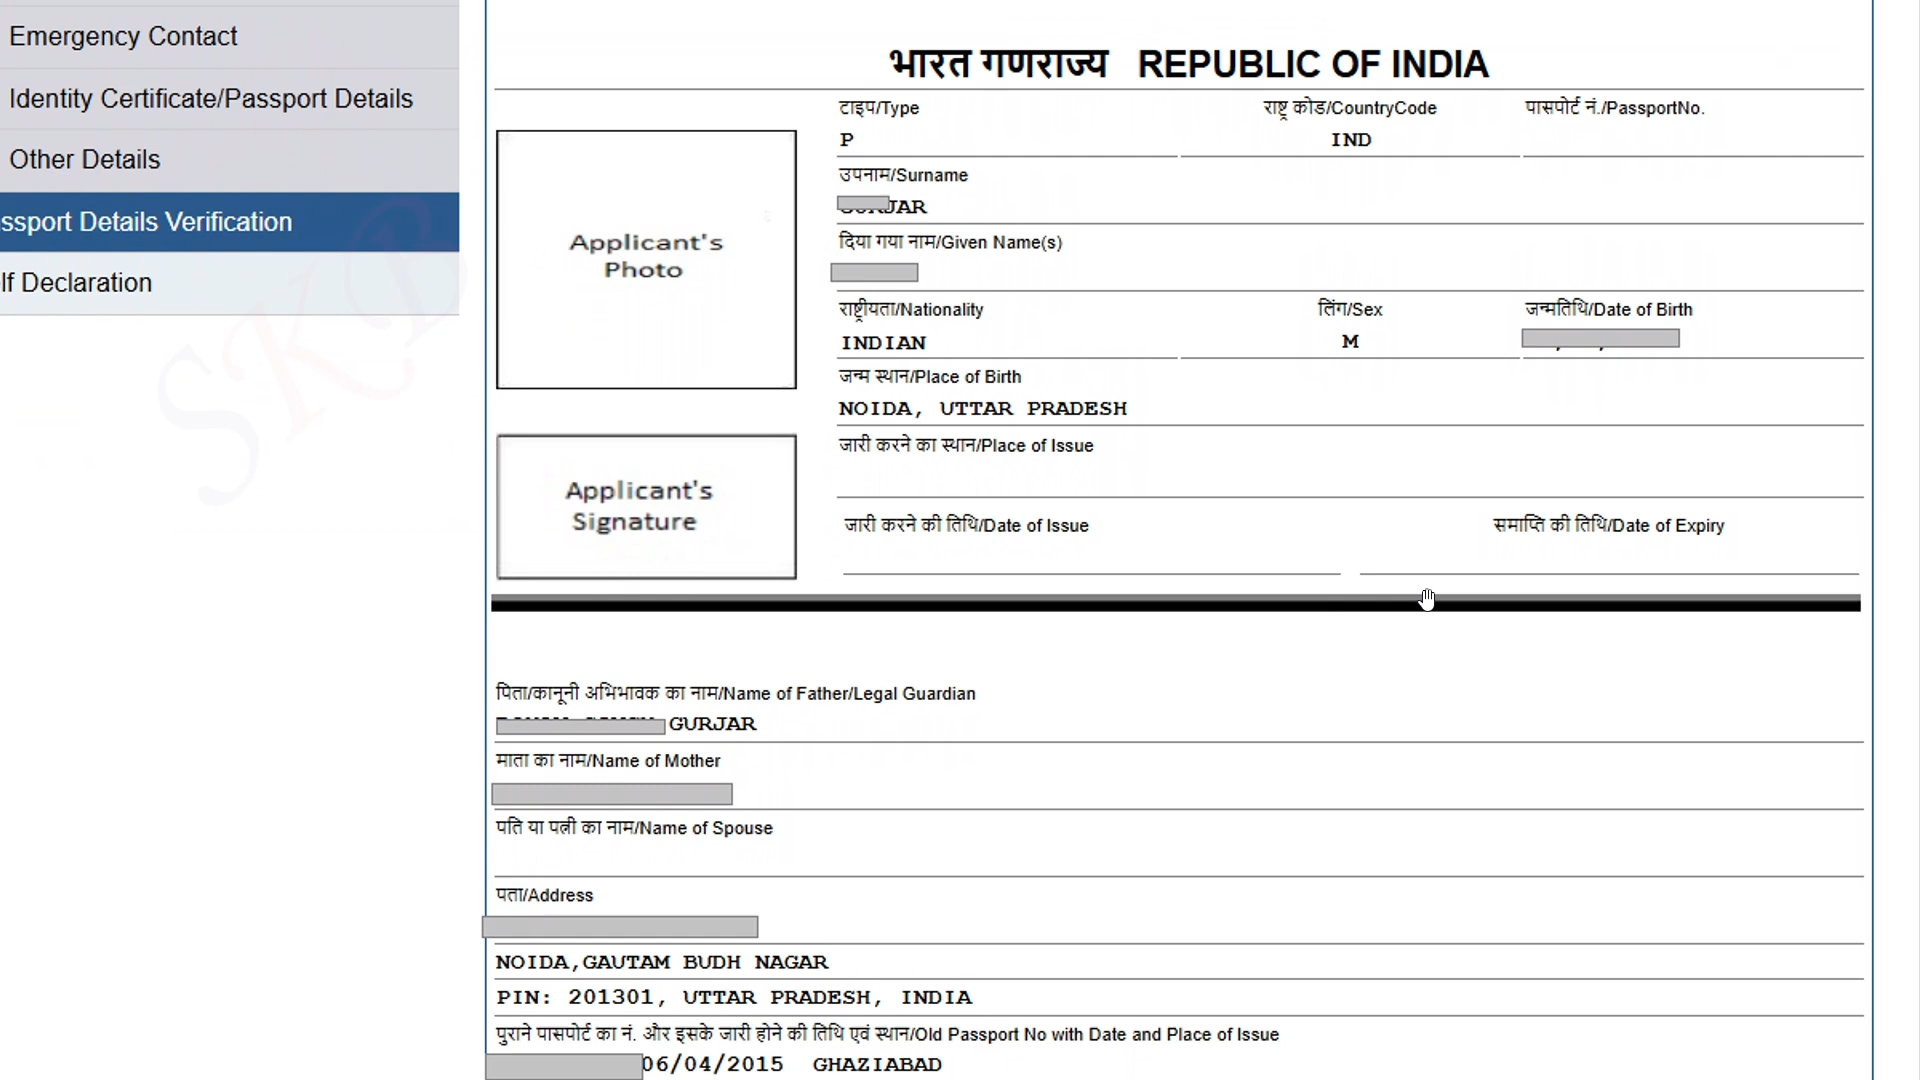 Emergency Contact
Identity Certificate/Passport Details
Other Details
ssport Details Verification
lf Declaration
SKB
भारत गणराज्य REPUBLIC OF INDIA
Applicant's
Photo
Applicant's
Signature
टाइप/Type राष्ट्र कोड/CountryCode पासपोर्ट नं./PassportNo.
P IND
उपनाम/Surname
JAR
दिया गया नाम/Given Name(s)
राष्ट्रीयता/Nationality लिंग/Sex जन्मतिथि/Date of Birth
INDIAN M
जन्म स्थान/Place of Birth
NOIDA, UTTAR PRADESH
जारी करने का स्थान/Place of Issue
जारी करने की तिथि/Date of Issue समाप्ति की तिथि/Date of Expiry
पिता/कानूनी अभिभावक का नाम/Name of Father/Legal Guardian
GURJAR
माता का नाम/Name of Mother
पति या पत्नी का नाम/Name of Spouse
पता/Address
NOIDA,GAUTAM BUDH NAGAR
PIN: 201301, UTTAR PRADESH, INDIA
पुराने पासपोर्ट का नं. और इसके जारी होने की तिथि एवं स्थान/Old Passport No with Date and Place of Issue
06/04/2015 GHAZIABAD